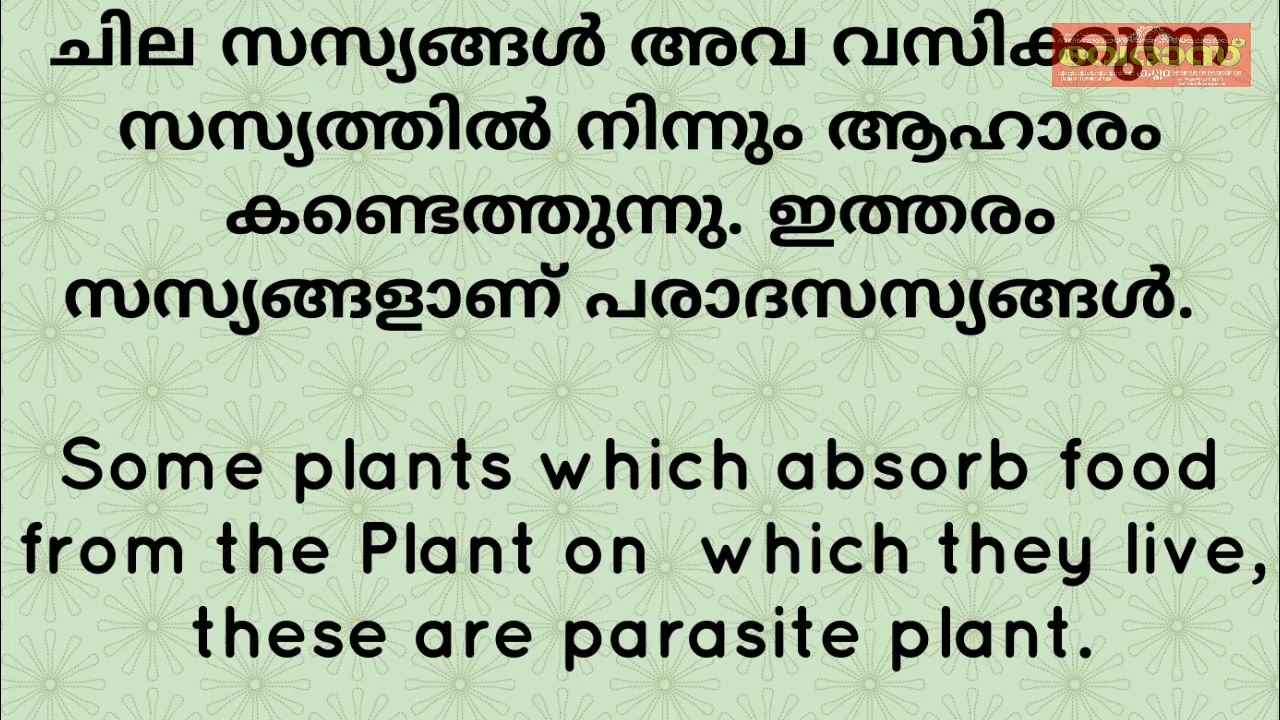 ചില സസ്യങ്ങൾ അവ വസിക്കുന്ന
സസ്യത്തിൽ നിന്നും ആഹാരം
കണ്ടെത്തുന്നു. ഇത്തരം
സസ്യങ്ങളാണ് പരാദസസ്യങ്ങൾ.
Some plants which absorb food
from the Plant on which they live,
these are parasite plant.